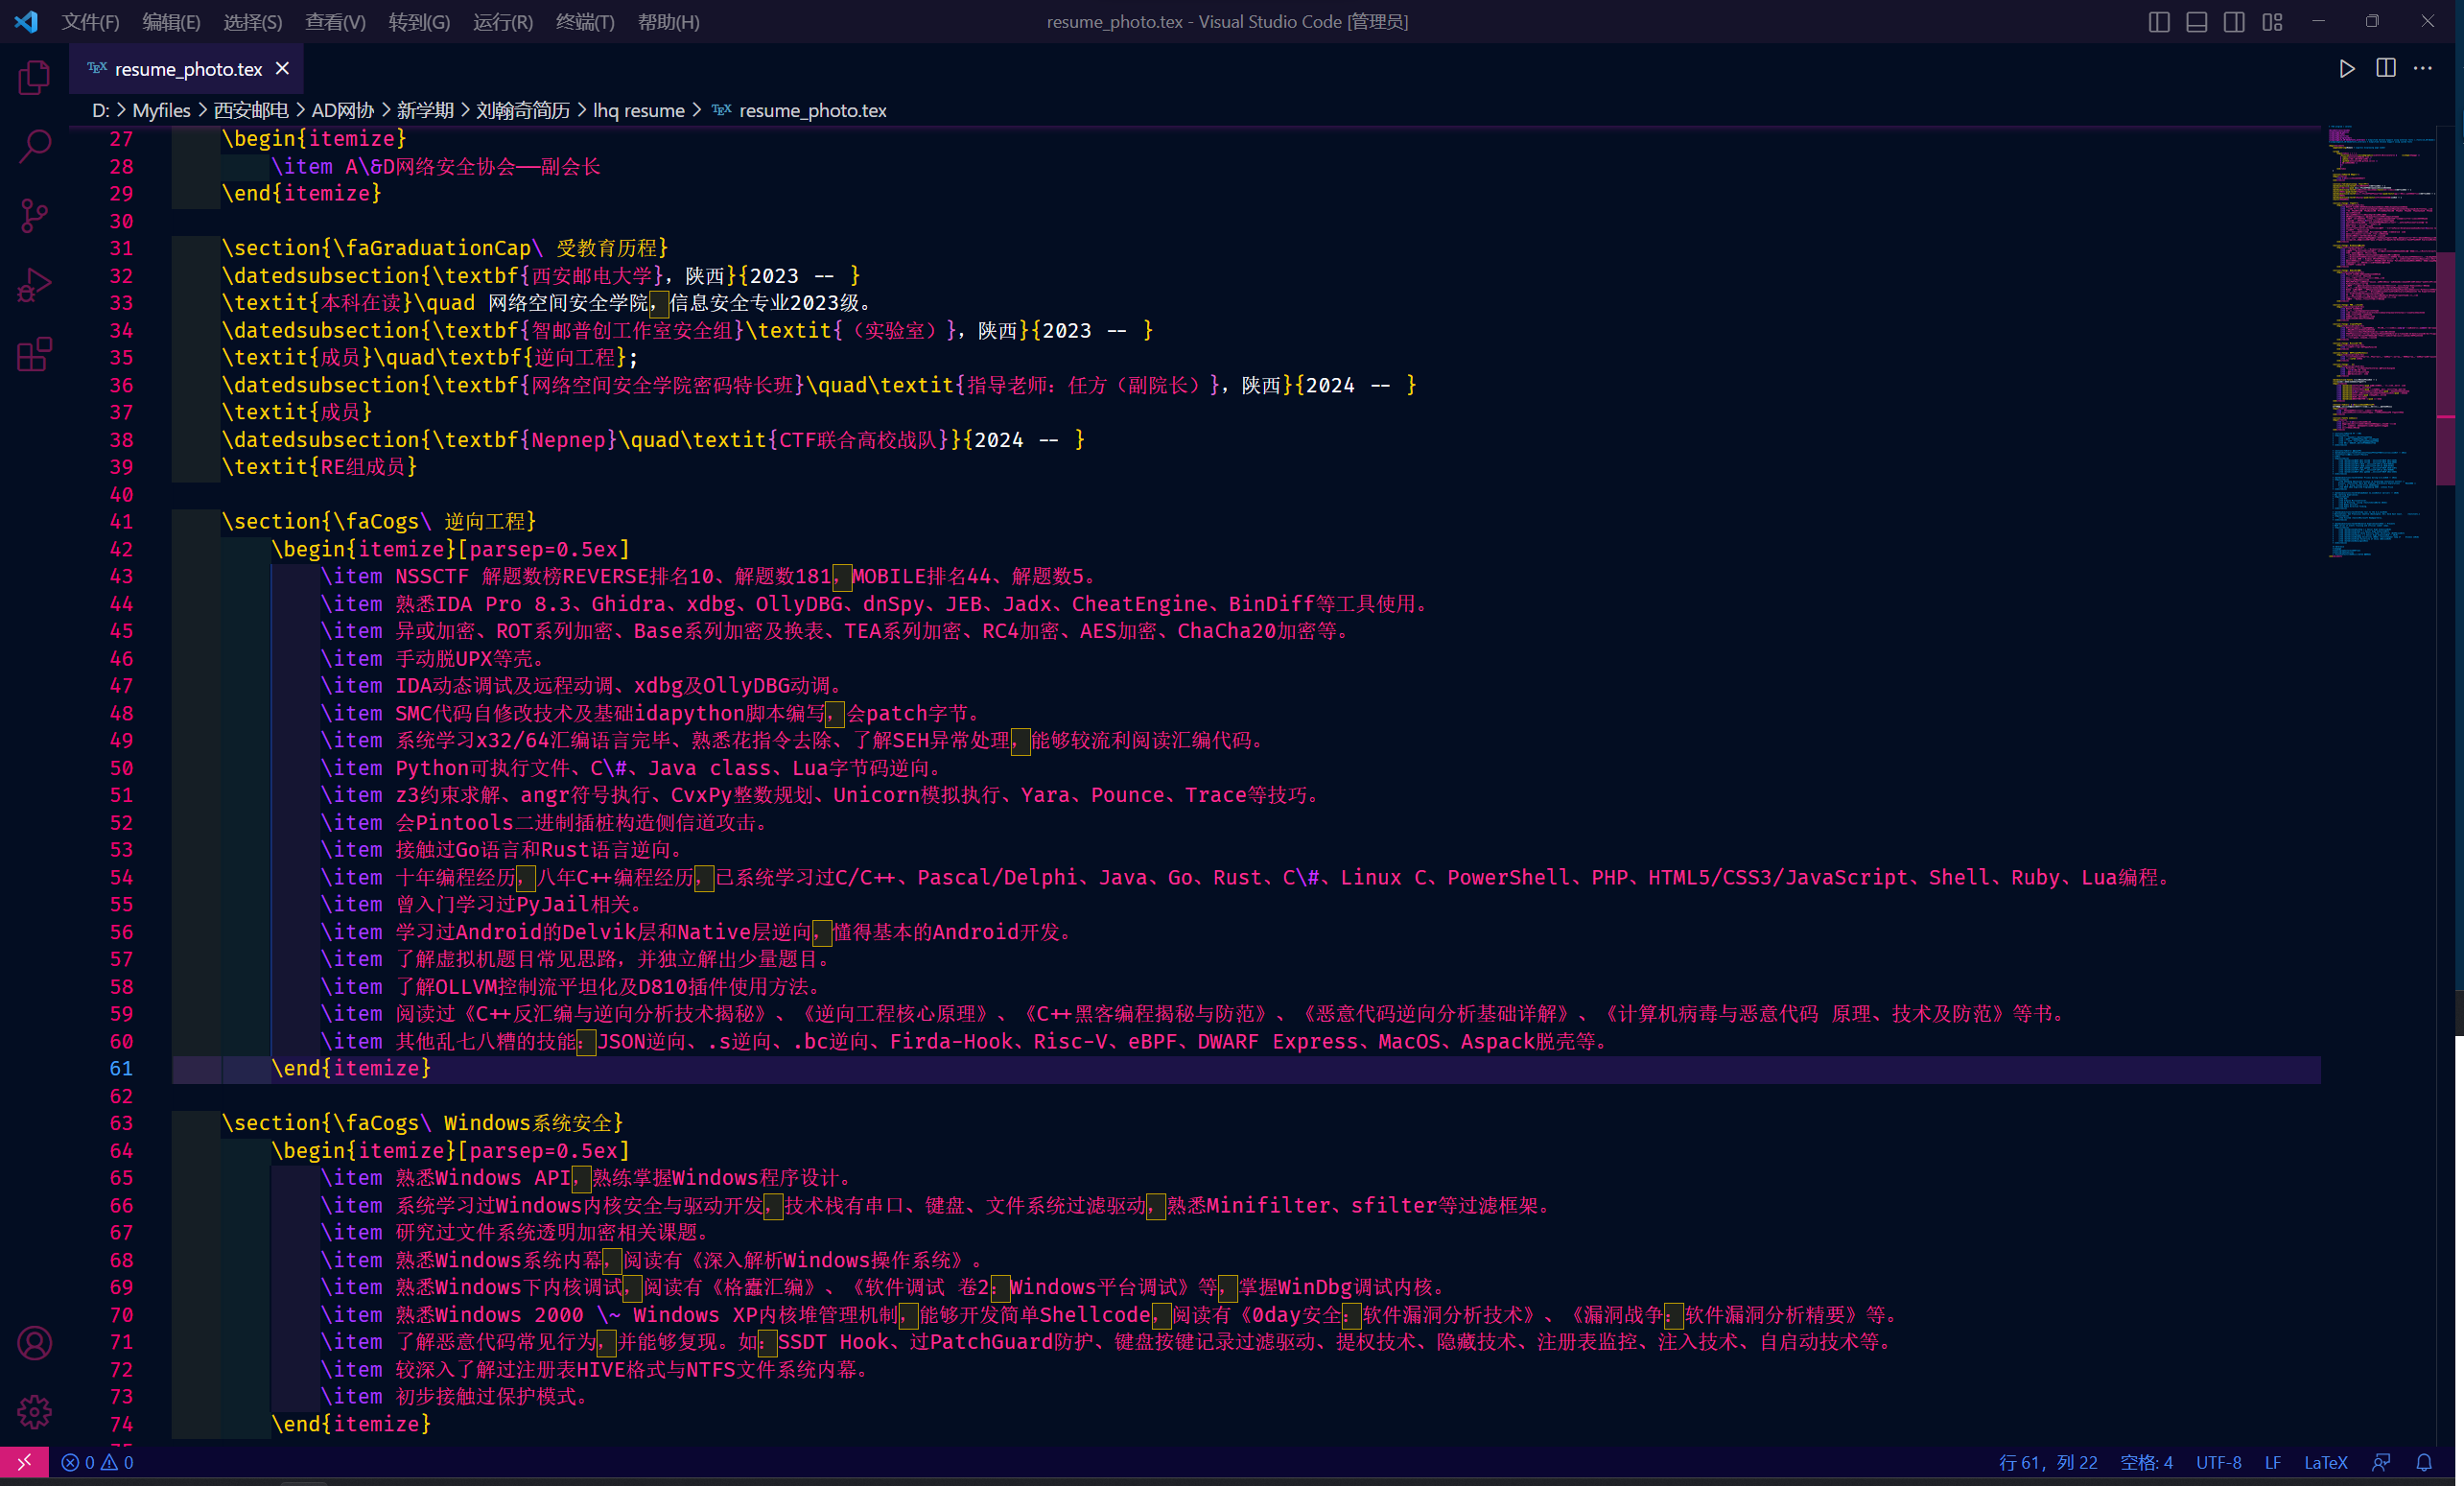 文件(F) 编辑(E) 选择(S) 查看(V) 转到(G) 运行(R) 终端(T) 帮助(H) resume_photo.tex - Visual Studio Code [管理员]
TEX resume_photo.tex
D: > Myfiles > 西安邮电 > AD网协 > 新学期 > 刘翰奇简历 > lhq resume > TEX resume_photo.tex
27 \begin{itemize}
28 \item A\&D网络安全协会——副会长
29 \end{itemize}
30
31 \section{\faGraduationCap\ 受教育历程}
32 \datedsubsection{\textbf{西安邮电大学}，陕西}{2023 -- }
33 \textit{本科在读}\quad 网络空间安全学院，信息安全专业2023级。
34 \datedsubsection{\textbf{智邮普创工作室安全组}\textit{（实验室）}，陕西}{2023 -- }
35 \textit{成员}\quad\textbf{逆向工程};
36 \datedsubsection{\textbf{网络空间安全学院密码特长班}\quad\textit{指导老师：任方（副院长）}，陕西}{2024 -- }
37 \textit{成员}
38 \datedsubsection{\textbf{Nepnep}\quad\textit{CTF联合高校战队}}{2024 -- }
39 \textit{RE组成员}
40
41 \section{\faCogs\ 逆向工程}
42 \begin{itemize}[parsep=0.5ex]
43 \item NSSCTF 解题数榜REVERSE排名10、解题数181，MOBILE排名44、解题数5。
44 \item 熟悉IDA Pro 8.3、Ghidra、xdbg、OllyDBG、dnSpy、JEB、Jadx、CheatEngine、BinDiff等工具使用。
45 \item 异或加密、ROT系列加密、Base系列加密及换表、TEA系列加密、RC4加密、AES加密、ChaCha20加密等。
46 \item 手动脱UPX等壳。
47 \item IDA动态调试及远程动调、xdbg及OllyDBG动调。
48 \item SMC代码自修改技术及基础idapython脚本编写，会patch字节。
49 \item 系统学习x32/64汇编语言完毕、熟悉花指令去除、了解SEH异常处理，能够较流利阅读汇编代码。
50 \item Python可执行文件、C\#、Java class、Lua字节码逆向。
51 \item z3约束求解、angr符号执行、CvxPy整数规划、Unicorn模拟执行、Yara、Pounce、Trace等技巧。
52 \item 会Pintools二进制插桩构造侧信道攻击。
53 \item 接触过Go语言和Rust语言逆向。
54 \item 十年编程经历，八年C++编程经历，已系统学习过C/C++、Pascal/Delphi、Java、Go、Rust、C\#、Linux C、PowerShell、PHP、HTML5/CSS3/JavaScript、Shell、Ruby、Lua编程。
55 \item 曾入门学习过PyJail相关。
56 \item 学习过Android的Delvik层和Native层逆向，懂得基本的Android开发。
57 \item 了解虚拟机题目常见思路，并独立解出少量题目。
58 \item 了解OLLVM控制流平坦化及D810插件使用方法。
59 \item 阅读过《C++反汇编与逆向分析技术揭秘》、《逆向工程核心原理》、《C++黑客编程揭秘与防范》、《恶意代码逆向分析基础详解》、《计算机病毒与恶意代码 原理、技术及防范》等书。
60 \item 其他乱七八糟的技能：JSON逆向、.s逆向、.bc逆向、Firda-Hook、Risc-V、eBPF、DWARF Express、MacOS、Aspack脱壳等。
61 \end{itemize}
62
63 \section{\faCogs\ Windows系统安全}
64 \begin{itemize}[parsep=0.5ex]
65 \item 熟悉Windows API，熟练掌握Windows程序设计。
66 \item 系统学习过Windows内核安全与驱动开发，技术栈有串口、键盘、文件系统过滤驱动，熟悉Minifilter、sfilter等过滤框架。
67 \item 研究过文件系统透明加密相关课题。
68 \item 熟悉Windows系统内幕，阅读有《深入解析Windows操作系统》。
69 \item 熟悉Windows下内核调试，阅读有《格蠹汇编》、《软件调试 卷2：Windows平台调试》等，掌握WinDbg调试内核。
70 \item 熟悉Windows 2000 \~ Windows XP内核堆管理机制，能够开发简单Shellcode，阅读有《0day安全：软件漏洞分析技术》、《漏洞战争：软件漏洞分析精要》等。
71 \item 了解恶意代码常见行为，并能够复现。如：SSDT Hook、过PatchGuard防护、键盘按键记录过滤驱动、提权技术、隐藏技术、注册表监控、注入技术、自启动技术等。
72 \item 较深入了解过注册表HIVE格式与NTFS文件系统内幕。
73 \item 初步接触过保护模式。
74 \end{itemize}
0 0 行 61，列 22 空格: 4 UTF-8 LF LaTeX